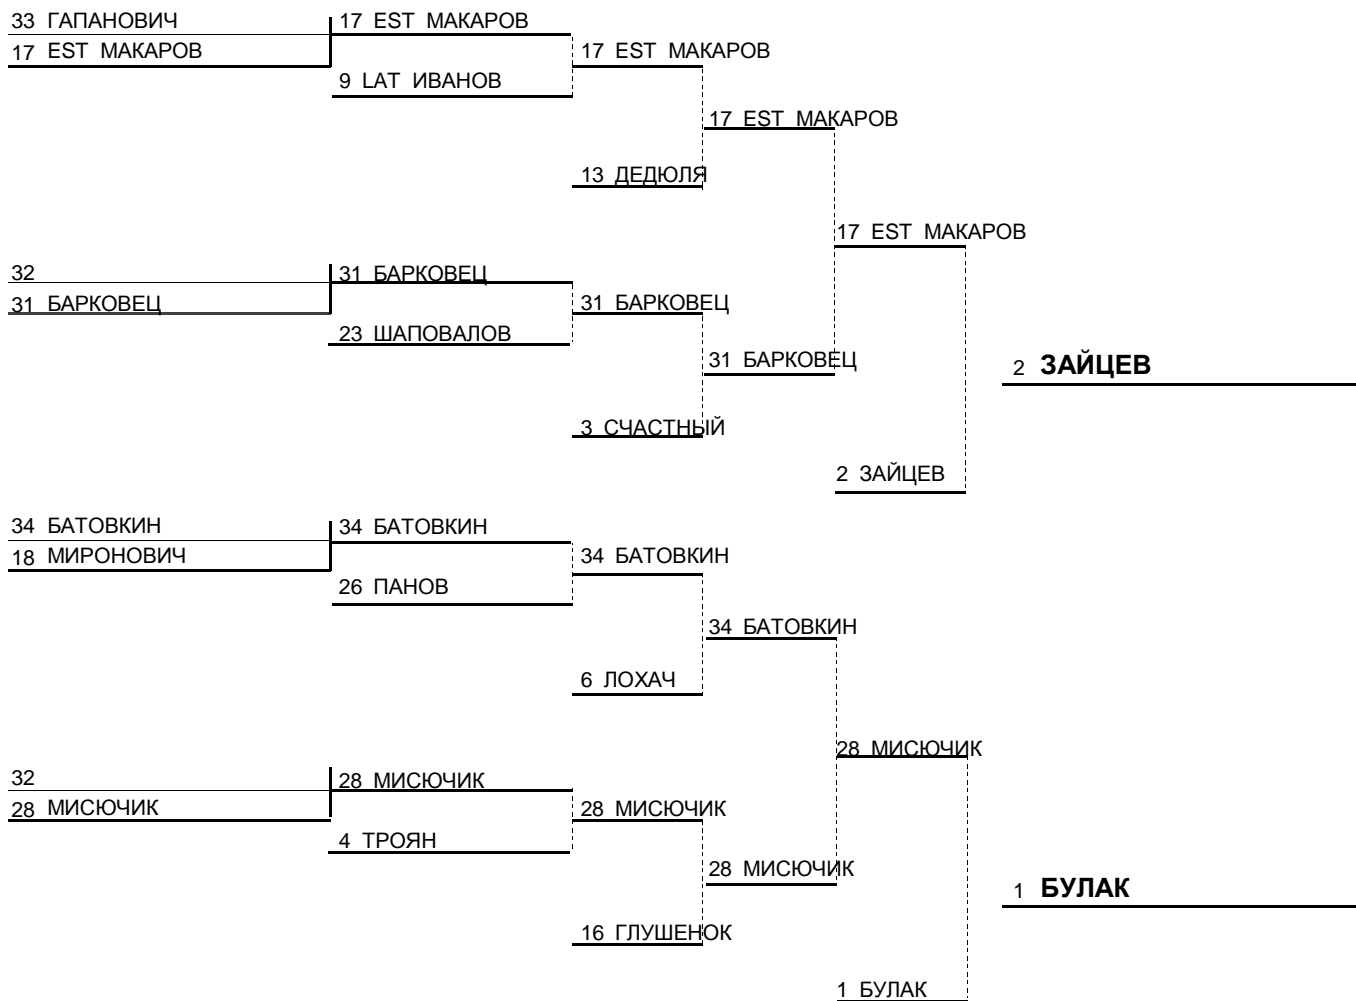 33 ГАПАНОВИЧ
17 EST МАКАРОВ
17 EST МАКАРОВ
9 LAT ИВАНОВ
17 EST МАКАРОВ
17 EST МАКАРОВ
13 ДЕДЮЛЯ
17 EST МАКАРОВ
32
31 БАРКОВЕЦ
31 БАРКОВЕЦ
23 ШАПОВАЛОВ
31 БАРКОВЕЦ
31 БАРКОВЕЦ
3 СЧАСТНЫЙ
2 ЗАЙЦЕВ
2 ЗАЙЦЕВ
34 БАТОВКИН
18 МИРОНОВИЧ
34 БАТОВКИН
26 ПАНОВ
34 БАТОВКИН
34 БАТОВКИН
6 ЛОХАЧ
28 МИСЮЧИК
32
28 МИСЮЧИК
28 МИСЮЧИК
4 ТРОЯН
28 МИСЮЧИК
28 МИСЮЧИК
16 ГЛУШЕНОК
1 БУЛАК
1 БУЛАК